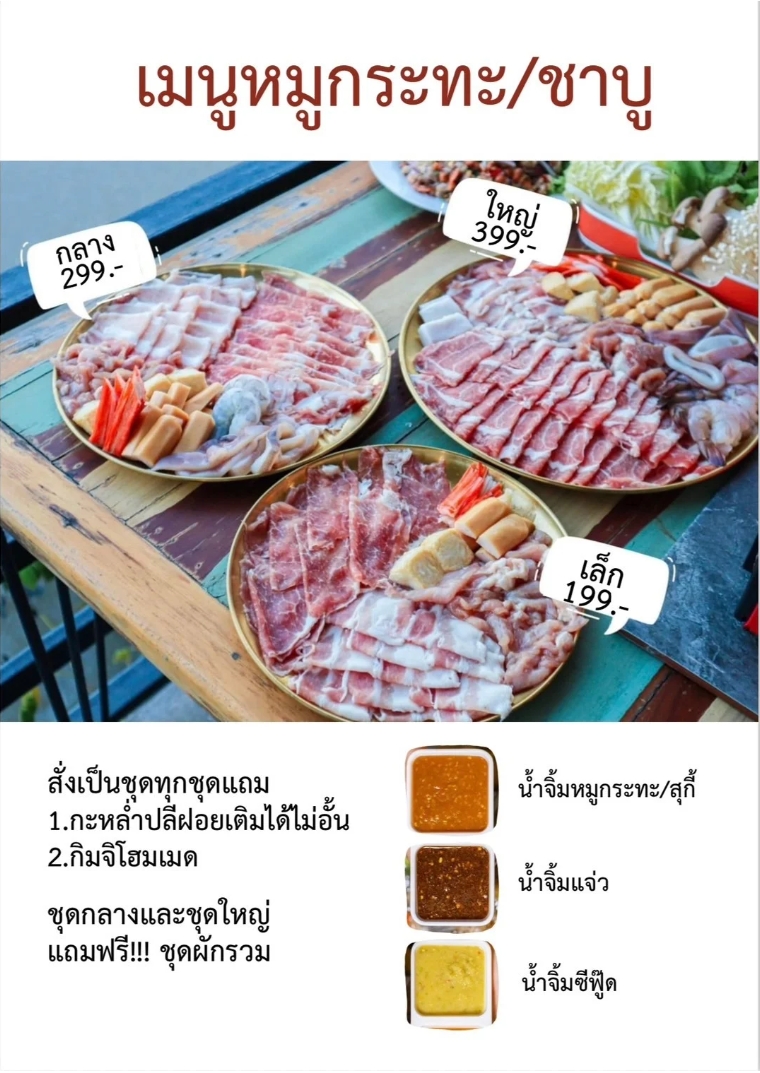 เมนูหมูกระทะ/ชาบู
กลาง
299.-
ใหญ่
399.-
เล็ก
199.-
สั่งเป็นชุดทุกชุดแถม
1.กะหล่ำปลีฝอยเติมได้ไม่อั้น
2.กิมจิโฮมเมด
ชุดกลางและชุดใหญ่
แถมฟรี!!! ชุดผักรวม
น้ำจิ้มหมูกระทะ/สุกี้
น้ำจิ้มแจ่ว
น้ำจิ้มซีฟู๊ด